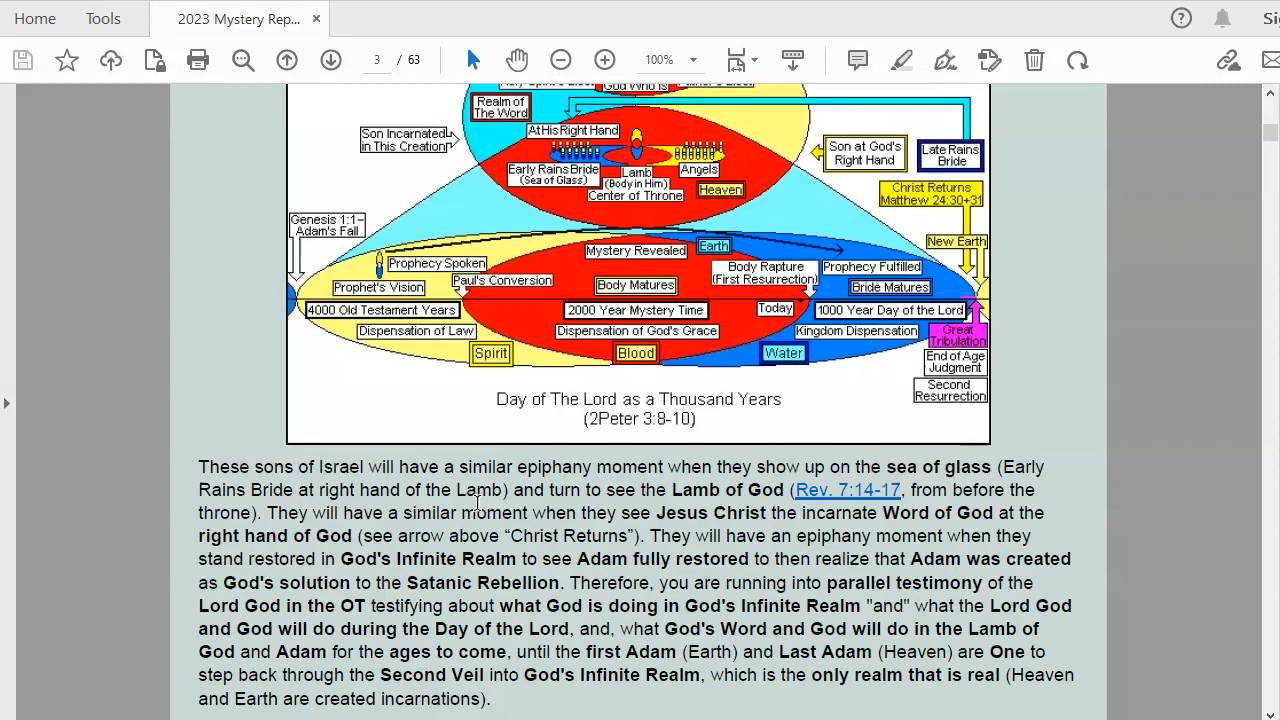 Home Tools 2023 Mystery Rep... × Si
3 / 63 100%
God Who Is
Realm of
The Word
At His Right Hand
Son Incarnated
in This Creation
Early Rains Bride
(Sea of Glass)
Lamb
(Body in Him)
Center of Throne
Angels
Heaven
Son at God's
Right Hand
Late Rains
Bride
Christ Returns
Matthew 24:30+31
Genesis 1:1–
Adam's Fall
New Earth
Mystery Revealed
Earth
Prophecy Spoken
Body Rapture
(First Resurrection)
Prophecy Fulfilled
Prophet's Vision
Paul's Conversion
Body Matures
Bride Matures
4000 Old Testament Years
2000 Year Mystery Time
Today
1000 Year Day of the Lord
Dispensation of Law
Dispensation of God's Grace
Kingdom Dispensation
Great
Tribulation
Spirit
Blood
Water
End of Age
Judgment
Second
Resurrection
Day of The Lord as a Thousand Years
(2Peter 3:8-10)
These sons of Israel will have a similar epiphany moment when they show up on the sea of glass (Early
Rains Bride at right hand of the Lamb) and turn to see the Lamb of God (Rev. 7:14-17, from before the
throne). They will have a similar moment when they see Jesus Christ the incarnate Word of God at the
right hand of God (see arrow above “Christ Returns”). They will have an epiphany moment when they
stand restored in God's Infinite Realm to see Adam fully restored to then realize that Adam was created
as God's solution to the Satanic Rebellion. Therefore, you are running into parallel testimony of the
Lord God in the OT testifying about what God is doing in God's Infinite Realm "and" what the Lord God
and God will do during the Day of the Lord, and, what God's Word and God will do in the Lamb of
God and Adam for the ages to come, until the first Adam (Earth) and Last Adam (Heaven) are One to
step back through the Second Veil into God's Infinite Realm, which is the only realm that is real (Heaven
and Earth are created incarnations).